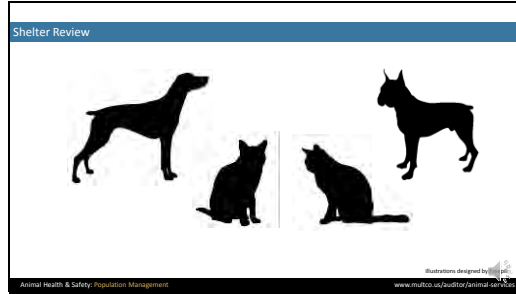 Shelter Review
Illustrations designed by
Animal Health & Safety: Population Management
www.multco.us/auditor/animal-services